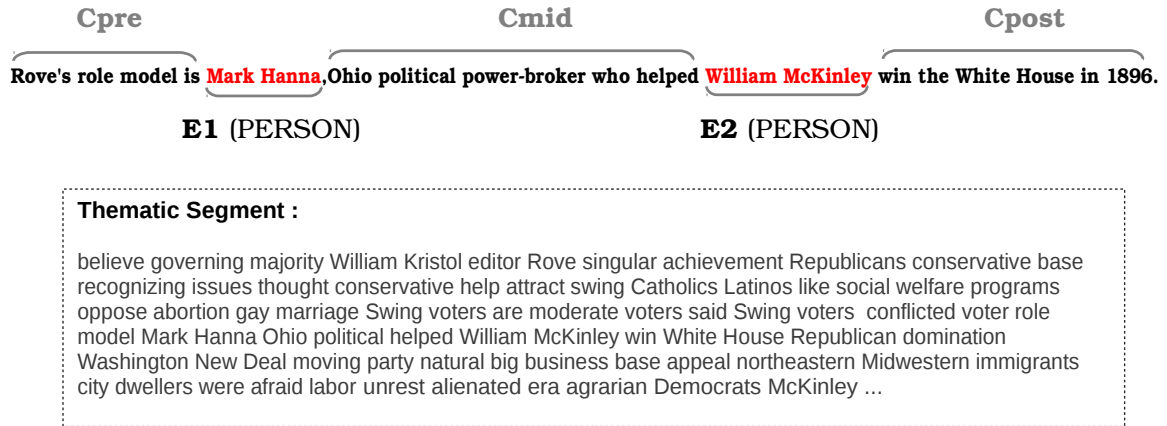 Cpre Cmid Cpost
Rove's role model is Mark Hanna,Ohio political power-broker who helped William McKinley win the White House in 1896.
E1 (PERSON) E2 (PERSON)
Thematic Segment :
believe governing majority William Kristol editor Rove singular achievement Republicans conservative base
recognizing issues thought conservative help attract swing Catholics Latinos like social welfare programs
oppose abortion gay marriage Swing voters are moderate voters said Swing voters conflicted voter role
model Mark Hanna Ohio political helped William McKinley win White House Republican domination
Washington New Deal moving party natural big business base appeal northeastern Midwestern immigrants
city dwellers were afraid labor unrest alienated era agrarian Democrats McKinley ...